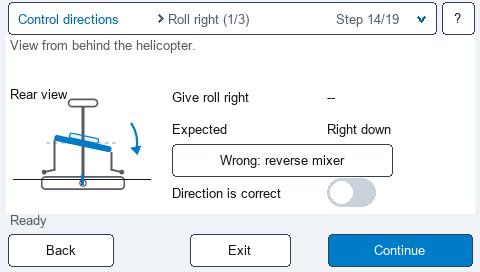 Control directions > Roll right (1/3) Step 14/19 ?
View from behind the helicopter.
Rear view
Give roll right --
Expected Right down
Wrong: reverse mixer
Direction is correct
Ready
Back Exit Continue